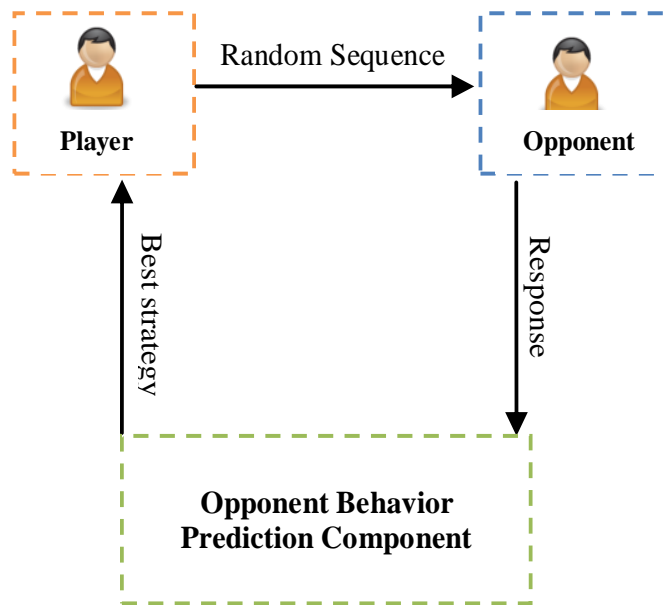 Random Sequence
Player
Opponent
Best strategy
Response
Opponent Behavior
Prediction Component